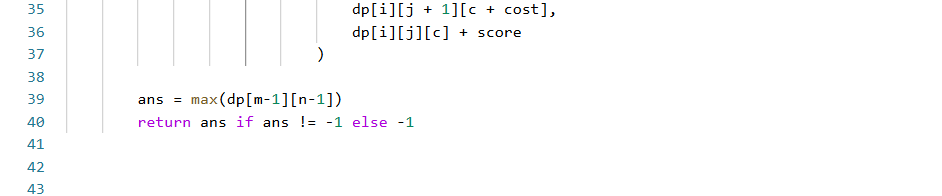 35 dp[i][j + 1][c + cost],
36 dp[i][j][c] + score
37 )
38
39 ans = max(dp[m-1][n-1])
40 return ans if ans != -1 else -1
41
42
43